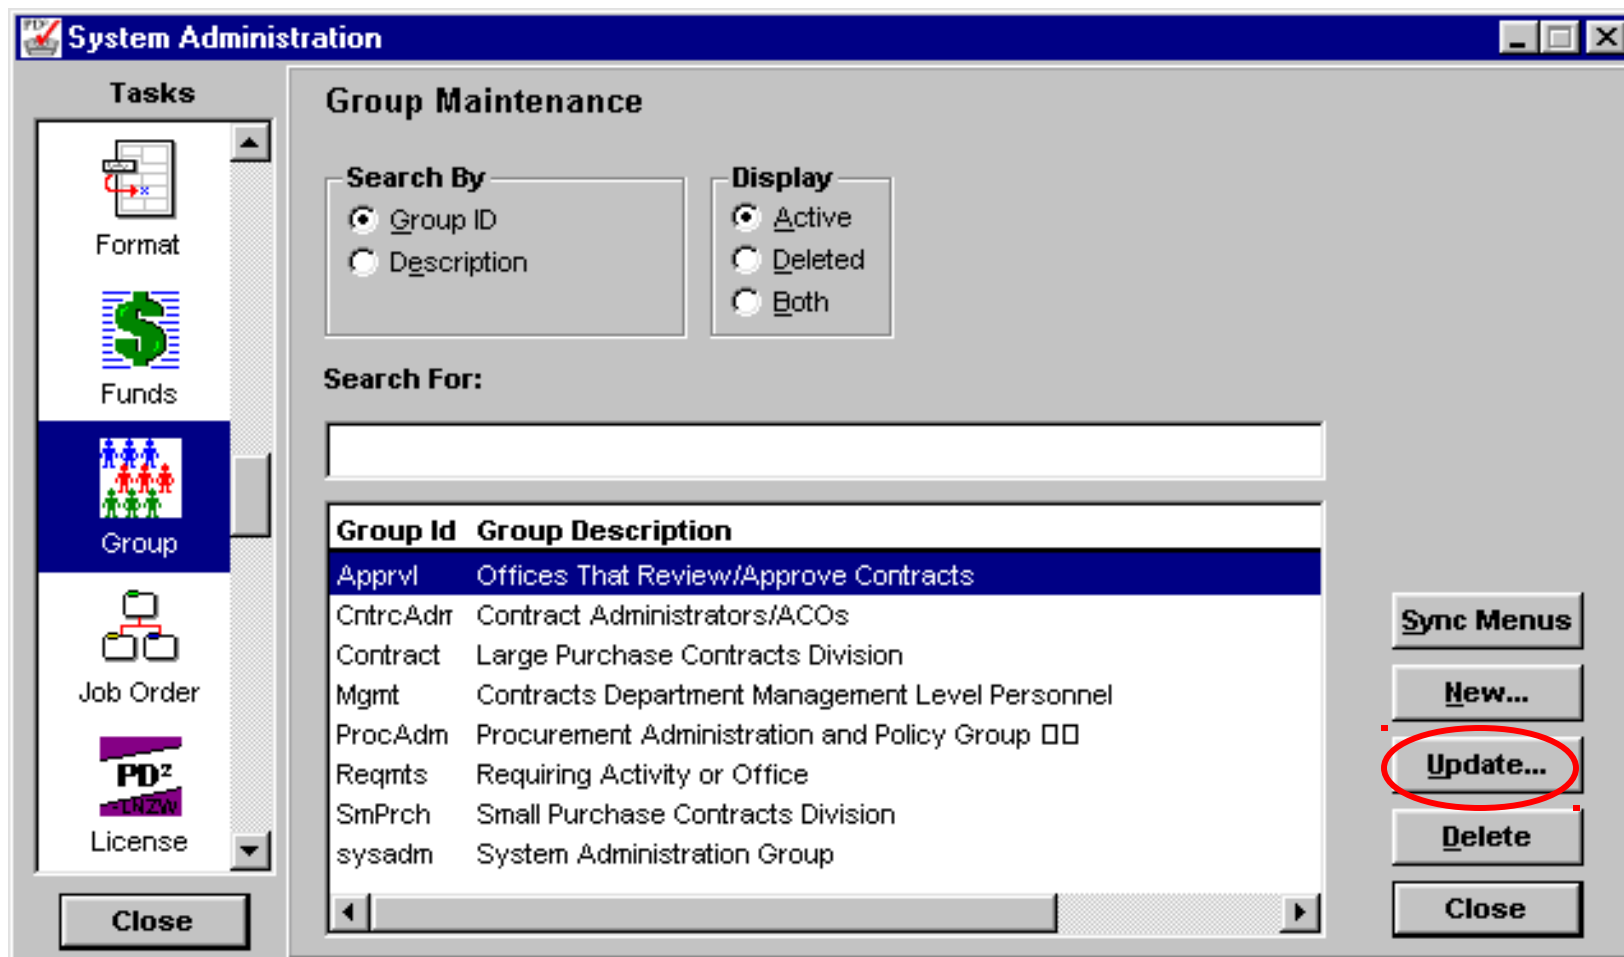 System Administration
Tasks
Format
Funds
Group
Job Order
PD²
License
Close
Group Maintenance
Search By
Group ID
Description
Display
Active
Deleted
Both
Search For:
Group Id Group Description
Apprvl Offices That Review/Approve Contracts
CntrcAdm Contract Administrators/ACOs
Contract Large Purchase Contracts Division
Mgmt Contracts Department Management Level Personnel
ProcAdm Procurement Administration and Policy Group
Reqmts Requiring Activity or Office
SmPrch Small Purchase Contracts Division
sysadm System Administration Group
Sync Menus
New...
Update...
Delete
Close